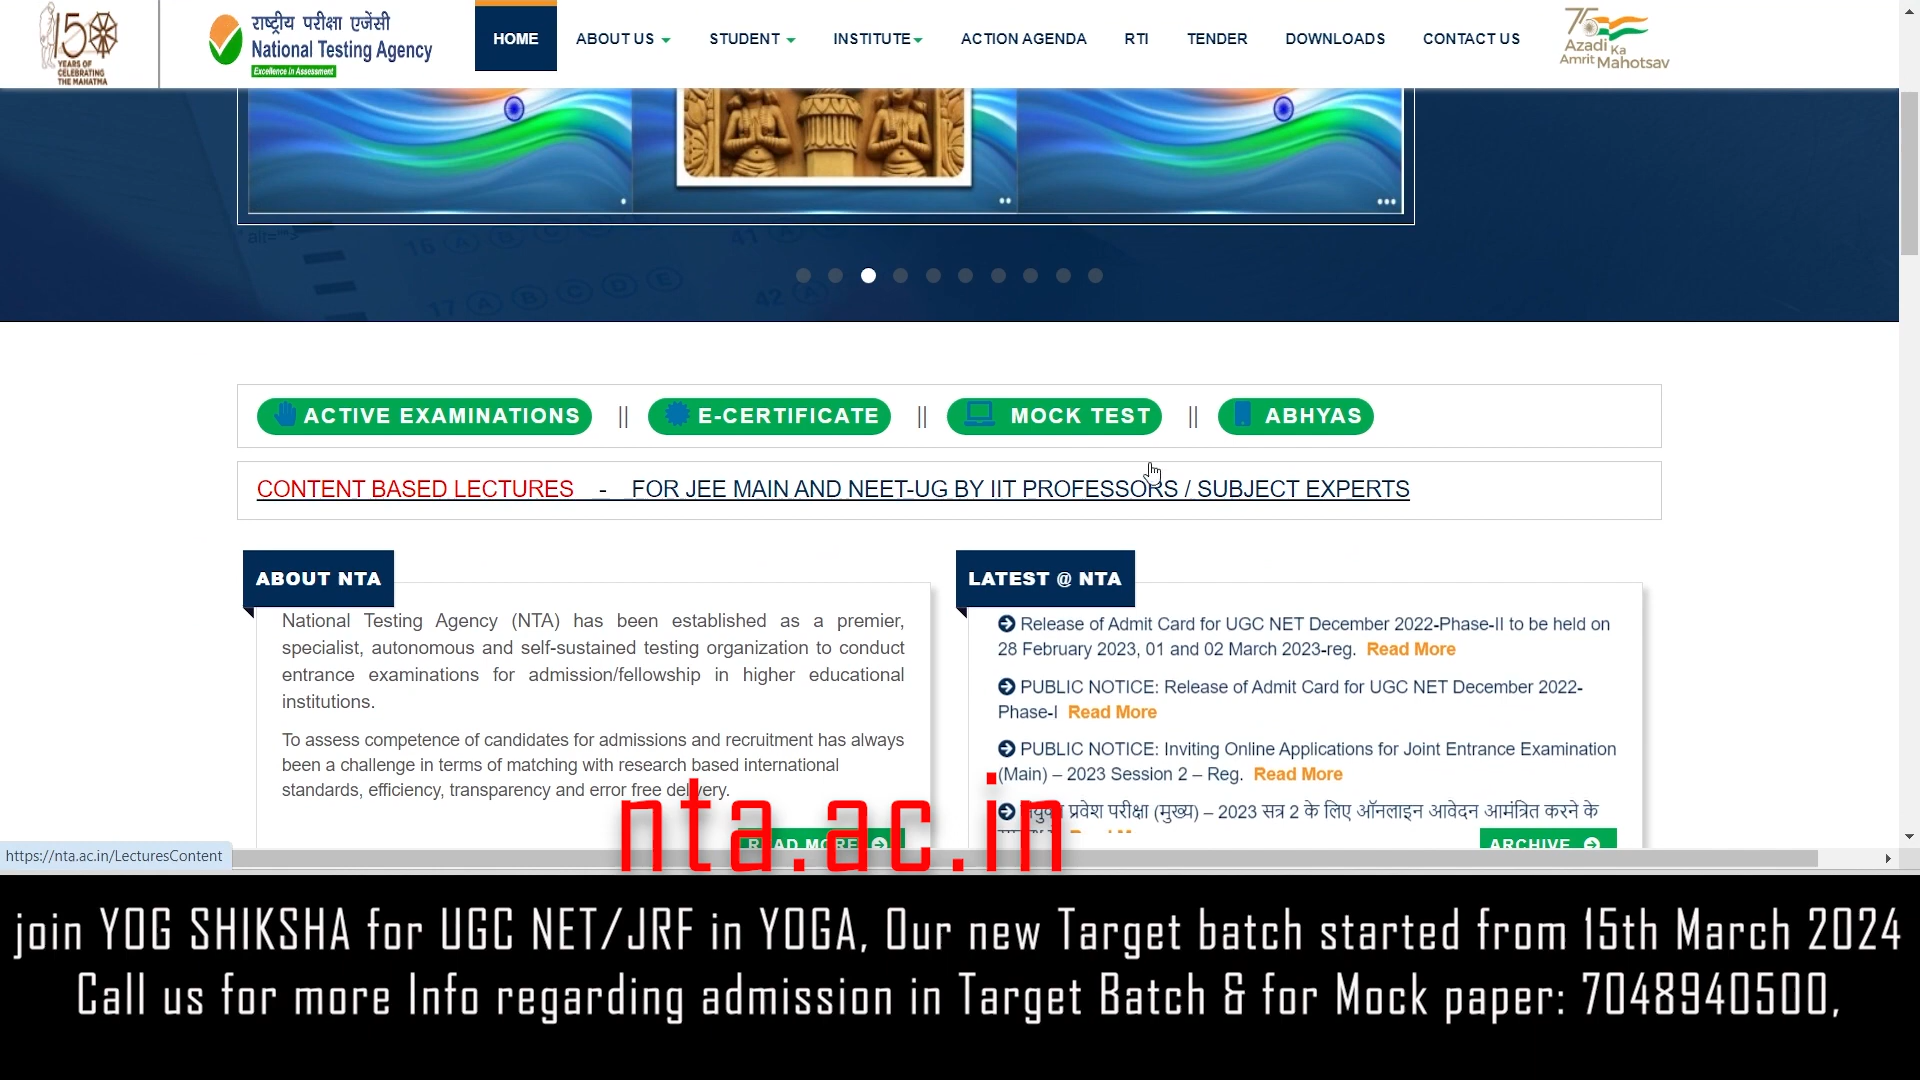 150
YEARS OF
CELEBRATING
THE MAHATMA
राष्ट्रीय परीक्षा एजेंसी
National Testing Agency
Excellence in Assessment
HOME
ABOUT US
STUDENT
INSTITUTE
ACTION AGENDA
RTI
TENDER
DOWNLOADS
CONTACT US
75
Azadi Ka
Amrit Mahotsav
ACTIVE EXAMINATIONS || E-CERTIFICATE || MOCK TEST || ABHYAS
CONTENT BASED LECTURES - FOR JEE MAIN AND NEET-UG BY IIT PROFESSORS / SUBJECT EXPERTS
ABOUT NTA
National Testing Agency (NTA) has been established as a premier,
specialist, autonomous and self-sustained testing organization to conduct
entrance examinations for admission/fellowship in higher educational
institutions.
To assess competence of candidates for admissions and recruitment has always
been a challenge in terms of matching with research based international
standards, efficiency, transparency and error free delivery.
READ MORE
LATEST @ NTA
Release of Admit Card for UGC NET December 2022-Phase-II to be held on
28 February 2023, 01 and 02 March 2023-reg. Read More
PUBLIC NOTICE: Release of Admit Card for UGC NET December 2022-
Phase-I Read More
PUBLIC NOTICE: Inviting Online Applications for Joint Entrance Examination
(Main) – 2023 Session 2 – Reg. Read More
प्रवेश परीक्षा (मुख्य) – 2023 सत्र 2 के लिए ऑनलाइन आवेदन आमंत्रित करने के
ARCHIVE
nta.ac.in
https://nta.ac.in/LecturesContent
join YOG SHIKSHA for UGC NET/JRF in YOGA, Our new Target batch started from 15th March 2024
Call us for more Info regarding admission in Target Batch & for Mock paper: 7048940500,